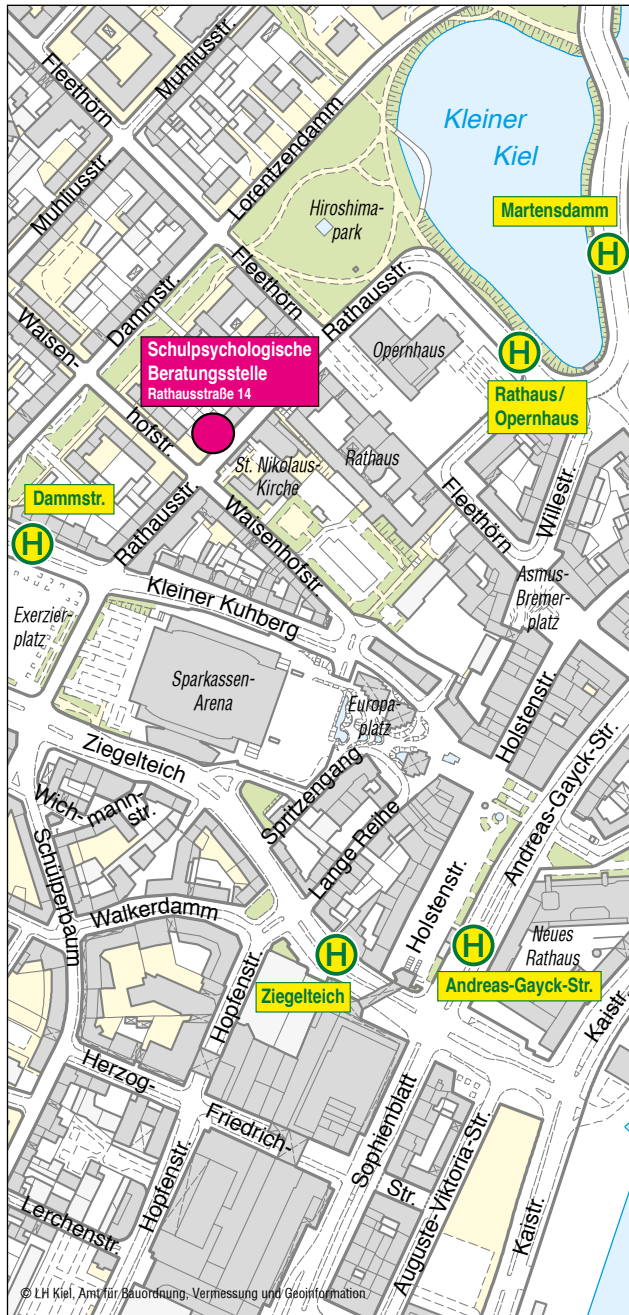 Fleethörn
Muhliusstr.
Muhliusstr.
Lorentzendamm
Kleiner
Kiel
Martensdamm
H
Hiroshima-
park
Fleethörn
Dammstr.
Waisen-
hofstr.
Rathausstr.
Schulpsychologische
Beratungsstelle
Rathausstraße 14
Opernhaus
H
Rathaus/
Opernhaus
St. Nikolaus-
Kirche
Rathaus
Fleethörn
Willestr.
Dammstr.
H
Rathausstr.
Waisenhofstr.
Kleiner Kuhberg
Asmus-
Bremer-
platz
Exerzier-
platz
Sparkassen-
Arena
Europa-
platz
Holstenstr.
Ziegelteich
Spritzengang
Lange Reihe
Andreas-Gayck-Str.
Wich-
mann-
str.
Schülperbaum
Walkerdamm
Holstenstr.
H
Ziegelteich
H
Andreas-Gayck-Str.
Neues
Rathaus
Hopfenstr.
Kaistr.
Herzog-
Friedrich-
Str.
Sophienblatt
Auguste-Viktoria-Str.
Kaistr.
Hopfenstr.
Lerchenstr.
© LH Kiel, Amt für Bauordnung, Vermessung und Geoinformation